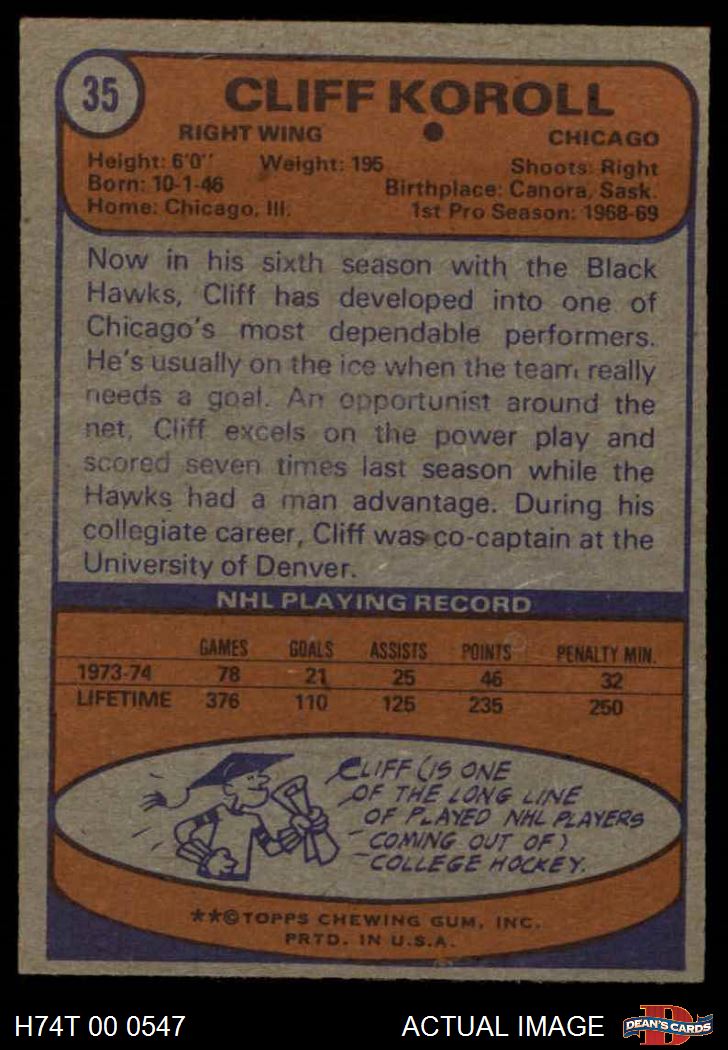 35
CLIFF KOROLL
RIGHT WING • CHICAGO
Height: 6'0" Weight: 195 Shoots: Right
Born: 10-1-46 Birthplace: Canora, Sask.
Home: Chicago, Ill. 1st Pro Season: 1968-69
Now in his sixth season with the Black
Hawks, Cliff has developed into one of
Chicago's most dependable performers.
He's usually on the ice when the team really
needs a goal. An opportunist around the
net, Cliff excels on the power play and
scored seven times last season while the
Hawks had a man advantage. During his
collegiate career, Cliff was co-captain at the
University of Denver.
NHL PLAYING RECORD
GAMES GOALS ASSISTS POINTS PENALTY MIN.
1973-74 78 21 25 46 32
LIFETIME 376 110 125 235 250
CLIFF (IS ONE
OF THE LONG LINE
OF PLAYED NHL PLAYERS
COMING OUT OF)
COLLEGE HOCKEY.
**©TOPPS CHEWING GUM, INC.
PRTD. IN U.S.A.
H74T 00 0547 ACTUAL IMAGE D DEAN'S CARDS